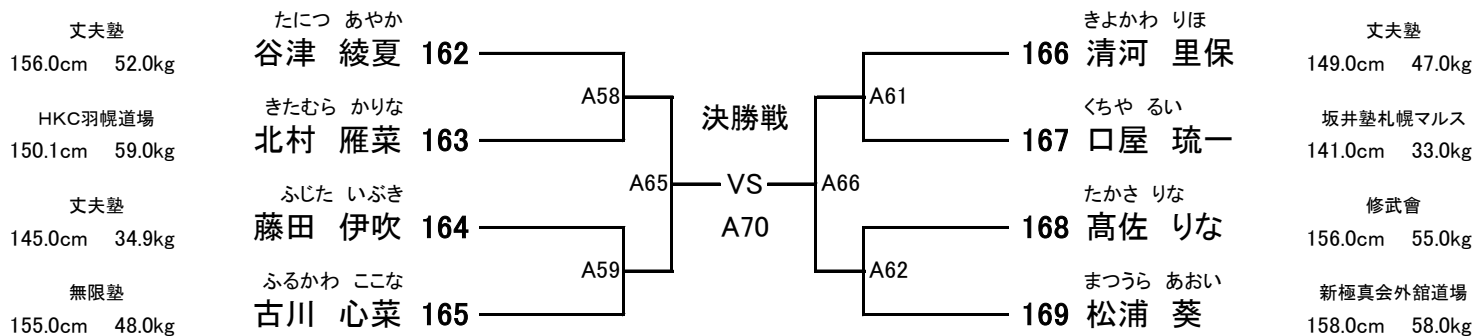 丈夫塾
156.0cm 52.0kg
たにつ あやか
谷津 綾夏 162
HKC羽幌道場
150.1cm 59.0kg
きたむら かりな
北村 雁菜 163
丈夫塾
145.0cm 34.9kg
ふじた いぶき
藤田 伊吹 164
無限塾
155.0cm 48.0kg
ふるかわ ここな
古川 心菜 165
A58
A59
A65
決勝戦
VS
A70
A66
A61
A62
きよかわ りほ
166 清河 里保
丈夫塾
149.0cm 47.0kg
くちや るい
167 口屋 琉一
坂井塾札幌マルス
141.0cm 33.0kg
たかさ りな
168 髙佐 りな
修武會
156.0cm 55.0kg
まつうら あおい
169 松浦 葵
新極真会外舘道場
158.0cm 58.0kg